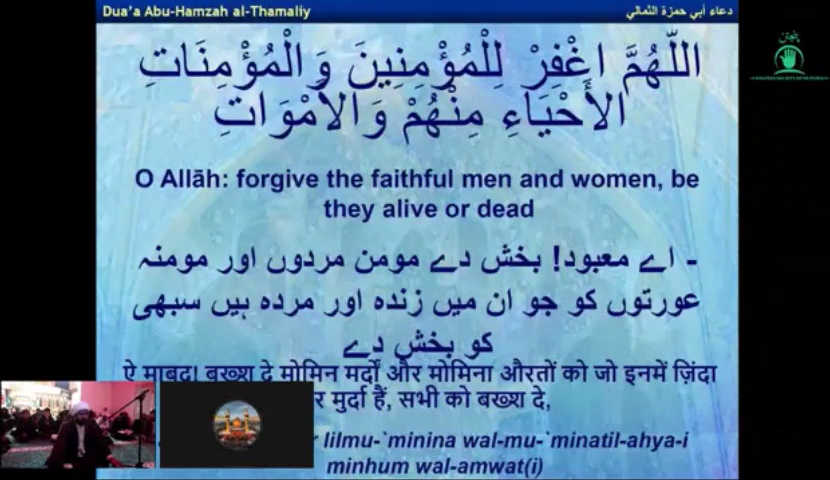 Dua'a Abu-Hamzah al-Thamaliy
دعاء أبي حمزة الثمالي
اللّهُمَّ اغْفِرْ لِلْمُؤْمِنِينَ وَالْمُؤْمِنَاتِ
الأَحْيَاءِ مِنْهُمْ وَالأَمْوَاتِ
O Allāh: forgive the faithful men and women, be
they alive or dead
- اے معبود! بخش دے مومن مردوں اور مومنہ
عورتوں کو جو ان میں زندہ اور مردہ ہیں سبھی
کو بخش دے
ऐ माबूद! बख़्श दे मोमिन मर्दों और मोमिना औरतों को जो इनमें ज़िंदा
मुर्दा हैं, सभी को बख़्श दे,
lilmu-`minina wal-mu-`minatil-ahya-i
minhum wal-amwat(i)